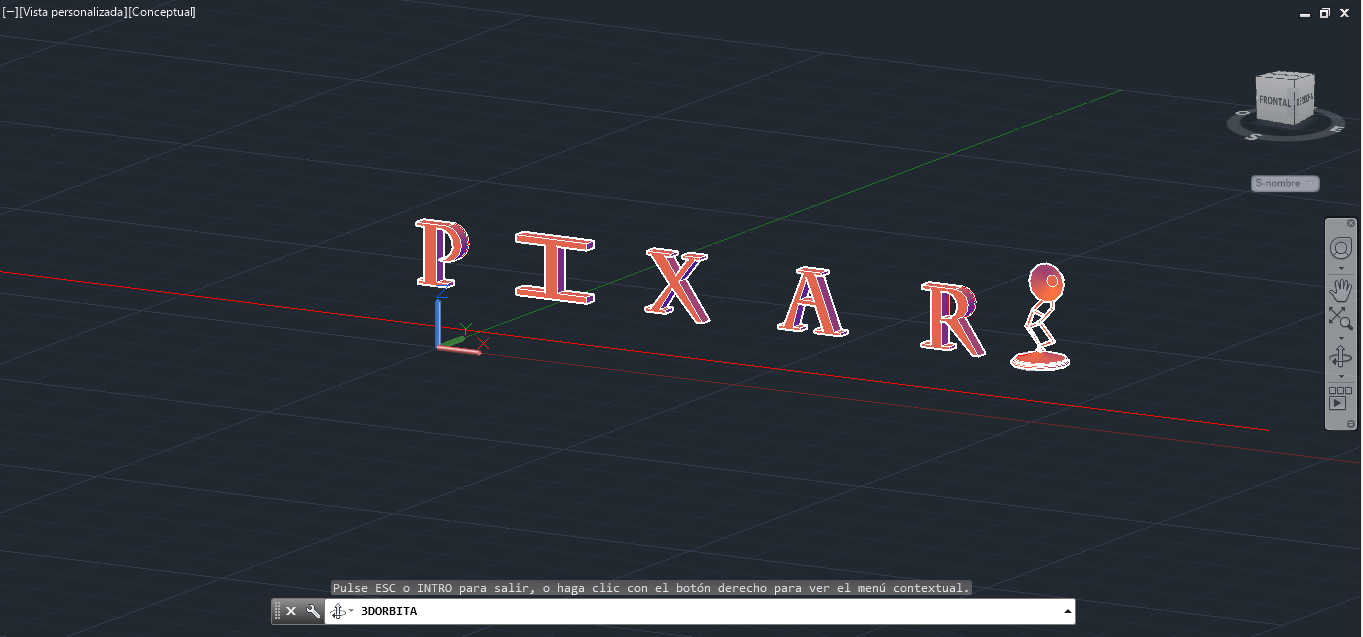 [−][Vista personalizada][Conceptual]
FRONTAL
O
S
E
S-nombre
P I X A R
Y
X
Pulse ESC o INTRO para salir, o haga clic con el botón derecho para ver el menú contextual.
3DORBITA